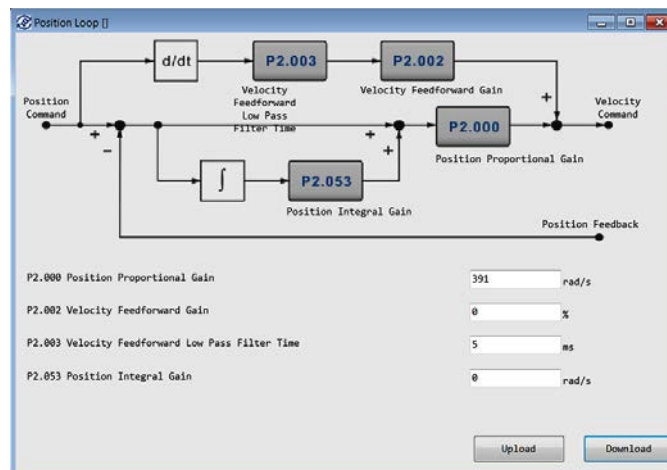 Position Loop []
d/dt
P2.003
P2.002
Velocity
Feedforward
Low Pass
Filter Time
Velocity Feedforward Gain
Position
Command
Velocity
Command
+
+
−
+
+
+
P2.000
Position Proportional Gain
∫
P2.053
Position Integral Gain
Position Feedback
P2.000 Position Proportional Gain 391 rad/s
P2.002 Velocity Feedforward Gain 0 %
P2.003 Velocity Feedforward Low Pass Filter Time 5 ms
P2.053 Position Integral Gain 0 rad/s
Upload Download